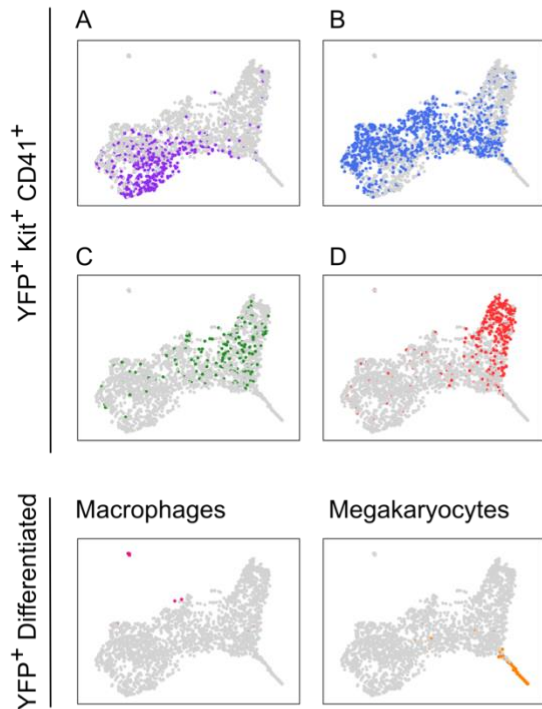 A
B
YFP+ Kit+ CD41+
C
D
Macrophages
Megakaryocytes
YFP+ Differentiated